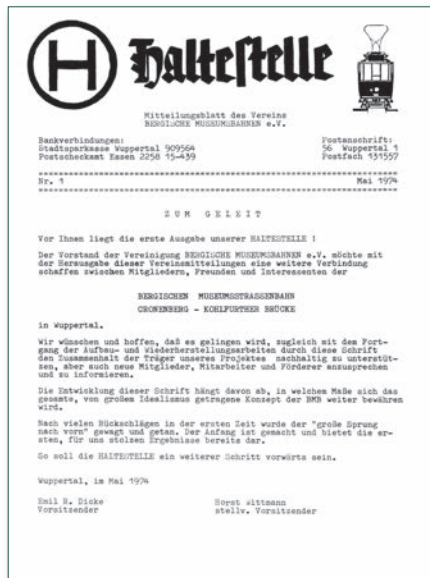 H Haltestelle
Mitteilungsblatt des Vereins
BERGISCHE MUSEUMSBAHNEN e.V.
Bankverbindungen: Postanschrift:
Stadtsparkasse Wuppertal 909564 56 Wuppertal 1
Postscheckamt Essen 2258 15-439 Postfach 131557
Nr. 1 Mai 1974
ZUM GELEIT
Vor Ihnen liegt die erste Ausgabe unserer HALTESTELLE !
Der Vorstand der Vereinigung BERGISCHE MUSEUMSBAHNEN e.V. möchte mit
der Herausgabe dieser Vereinsmitteilungen eine weitere Verbindung
schaffen zwischen Mitgliedern, Freunden und Interessenten der
BERGISCHEN MUSEUMSSTRASSENBAHN
CRONENBERG - KOHLFURTHER BRÜCKE
in Wuppertal.
Wir wünschen und hoffen, daß es gelingen wird, zugleich mit dem Fort-
gang der Aufbau- und Wiederherstellungsarbeiten durch diese Schrift
den Zusammenhalt der Träger unseres Projektes nachhaltig zu unterstüt-
zen, aber auch neue Mitglieder, Mitarbeiter und Förderer anzusprechen
und zu informieren.
Die Entwicklung dieser Schrift hängt davon ab, in welchem Maße sich das
gesamte, von großem Idealismus getragene Konzept der BMB weiter bewähren
wird.
Nach vielen Rückschlägen in der ersten Zeit wurde der "große Sprung
nach vorn" gewagt und getan. Der Anfang ist gemacht und bietet die er-
sten, für uns stolzen Ergebnisse bereits dar.
So soll die HALTESTELLE ein weiterer Schritt vorwärts sein.
Wuppertal, im Mai 1974
Emil R. Dicke Horst Wittmann
Vorsitzender stellv. Vorsitzender